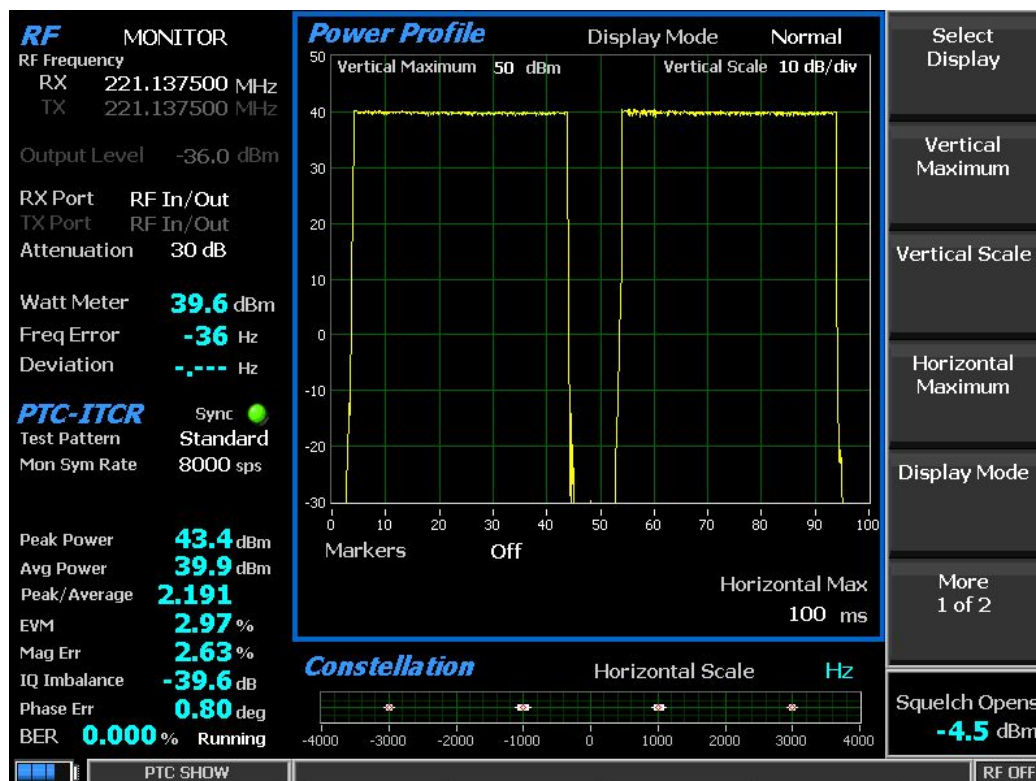 RF MONITOR
RF Frequency
RX 221.137500 MHz
TX 221.137500 MHz
Output Level -36.0 dBm
RX Port RF In/Out
TX Port RF In/Out
Attenuation 30 dB
Watt Meter 39.6 dBm
Freq Error -36 Hz
Deviation -.--- Hz
PTC-ITCR Sync
Test Pattern Standard
Mon Sym Rate 8000 sps
Peak Power 43.4 dBm
Avg Power 39.9 dBm
Peak/Average 2.191
EVM 2.97 %
Mag Err 2.63 %
IQ Imbalance -39.6 dB
Phase Err 0.80 deg
BER 0.000 % Running
Power Profile Display Mode Normal
Vertical Maximum 50 dBm Vertical Scale 10 dB/div
50
40
30
20
10
0
-10
-20
-30
0 10 20 30 40 50 60 70 80 90 100
Markers Off
Horizontal Max
100 ms
Constellation Horizontal Scale Hz
-4000 -3000 -2000 -1000 0 1000 2000 3000 4000
Select
Display
Vertical
Maximum
Vertical Scale
Horizontal
Maximum
Display Mode
More
1 of 2
Squelch Opens
-4.5 dBm
PTC SHOW
RF OFF